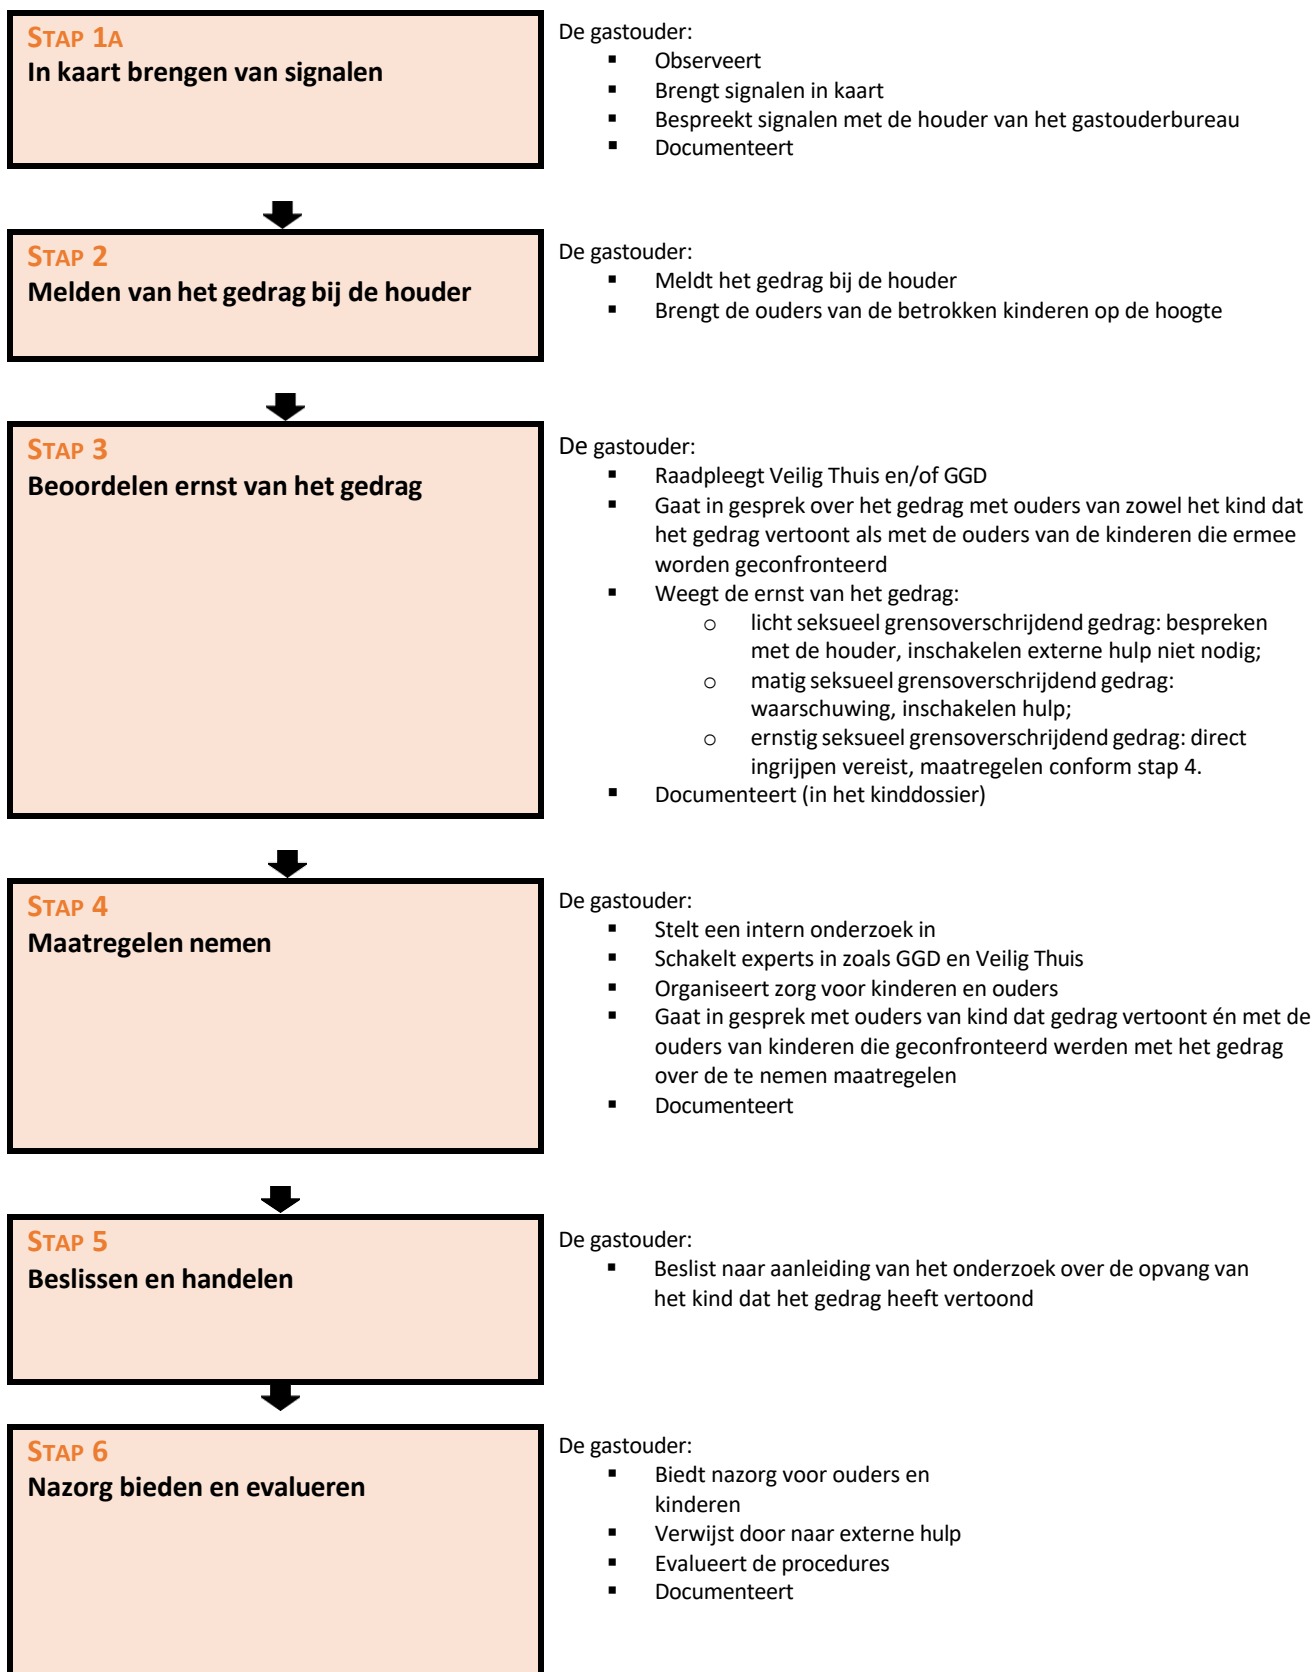 STAP 1A
In kaart brengen van signalen
De gastouder:
▪ Observeert
▪ Brengt signalen in kaart
▪ Bespreekt signalen met de houder van het gastouderbureau
▪ Documenteert
STAP 2
Melden van het gedrag bij de houder
De gastouder:
▪ Meldt het gedrag bij de houder
▪ Brengt de ouders van de betrokken kinderen op de hoogte
STAP 3
Beoordelen ernst van het gedrag
De gastouder:
▪ Raadpleegt Veilig Thuis en/of GGD
▪ Gaat in gesprek over het gedrag met ouders van zowel het kind dat
het gedrag vertoont als met de ouders van de kinderen die ermee
worden geconfronteerd
▪ Weegt de ernst van het gedrag:
o licht seksueel grensoverschrijdend gedrag: bespreken
met de houder, inschakelen externe hulp niet nodig;
o matig seksueel grensoverschrijdend gedrag:
waarschuwing, inschakelen hulp;
o ernstig seksueel grensoverschrijdend gedrag: direct
ingrijpen vereist, maatregelen conform stap 4.
▪ Documenteert (in het kinddossier)
STAP 4
Maatregelen nemen
De gastouder:
▪ Stelt een intern onderzoek in
▪ Schakelt experts in zoals GGD en Veilig Thuis
▪ Organiseert zorg voor kinderen en ouders
▪ Gaat in gesprek met ouders van kind dat gedrag vertoont én met de
ouders van kinderen die geconfronteerd werden met het gedrag
over de te nemen maatregelen
▪ Documenteert
STAP 5
Beslissen en handelen
De gastouder:
▪ Beslist naar aanleiding van het onderzoek over de opvang van
het kind dat het gedrag heeft vertoond
STAP 6
Nazorg bieden en evalueren
De gastouder:
▪ Biedt nazorg voor ouders en
kinderen
▪ Verwijst door naar externe hulp
▪ Evalueert de procedures
▪ Documenteert